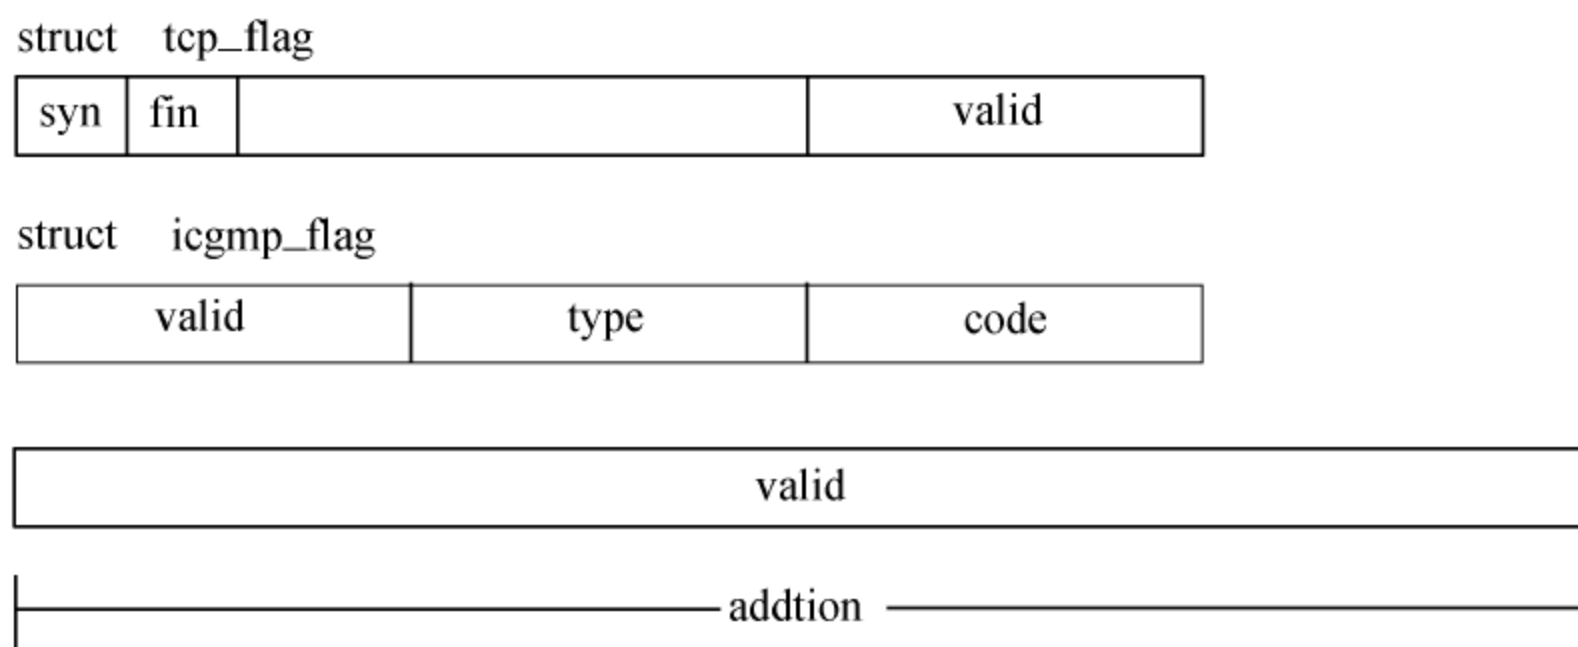 struct tcp_flag
syn fin valid
struct icgmp_flag
valid type code
valid
addtion